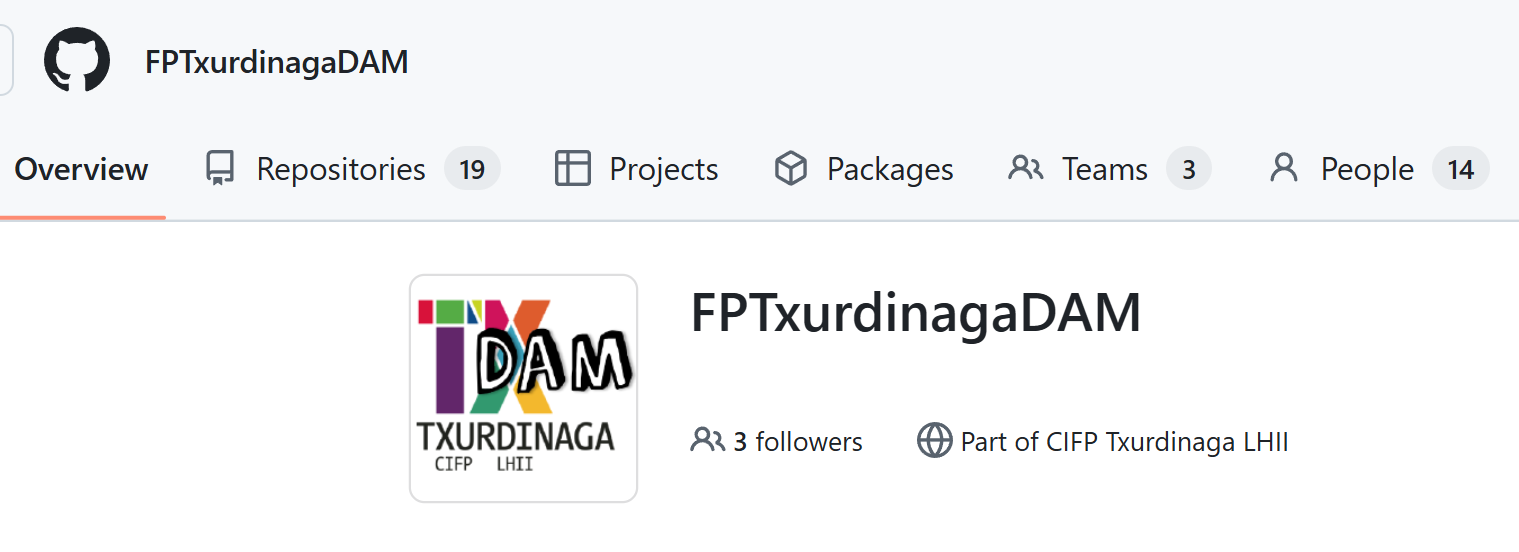 FPTxurdinagaDAM
Overview Repositories 19 Projects Packages Teams 3 People 14
FPTxurdinagaDAM
TX DAM
TXURDINAGA
CIFP LHII
3 followers Part of CIFP Txurdinaga LHII